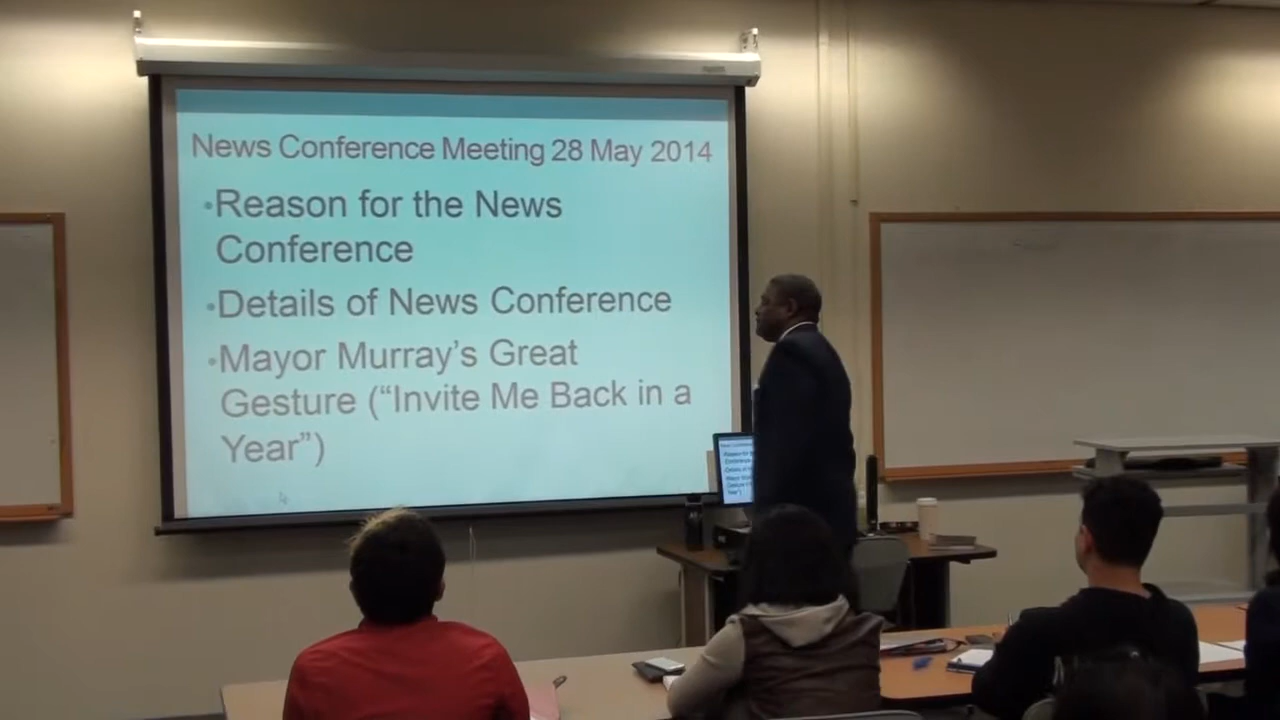 News Conference Meeting 28 May 2014
•Reason for the News
Conference
•Details of News Conference
•Mayor Murray's Great
Gesture (“Invite Me Back in a
Year”)